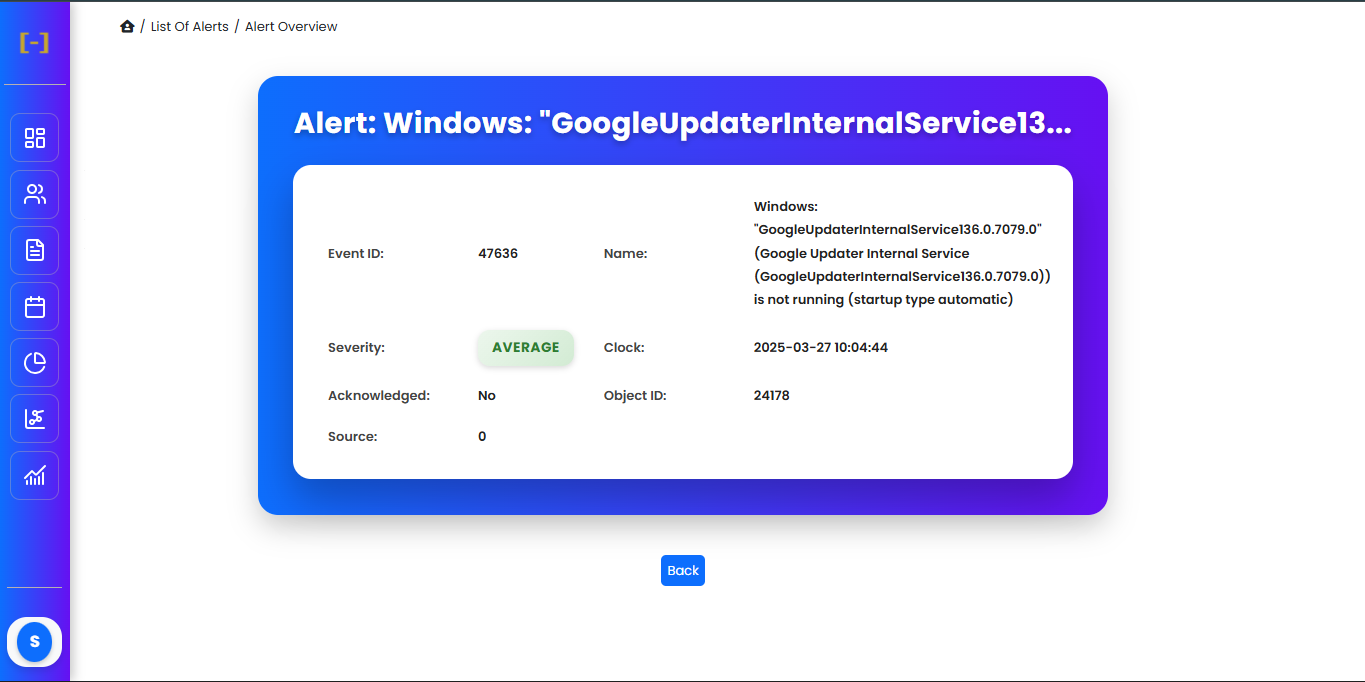 / List Of Alerts / Alert Overview
[-]
Alert: Windows: "GoogleUpdaterInternalService13...
Event ID:
47636
Name:
Windows:
"GoogleUpdaterInternalService136.0.7079.0"
(Google Updater Internal Service
(GoogleUpdaterInternalService136.0.7079.0))
is not running (startup type automatic)
Severity:
AVERAGE
Clock:
2025-03-27 10:04:44
Acknowledged:
No
Object ID:
24178
Source:
0
Back
S